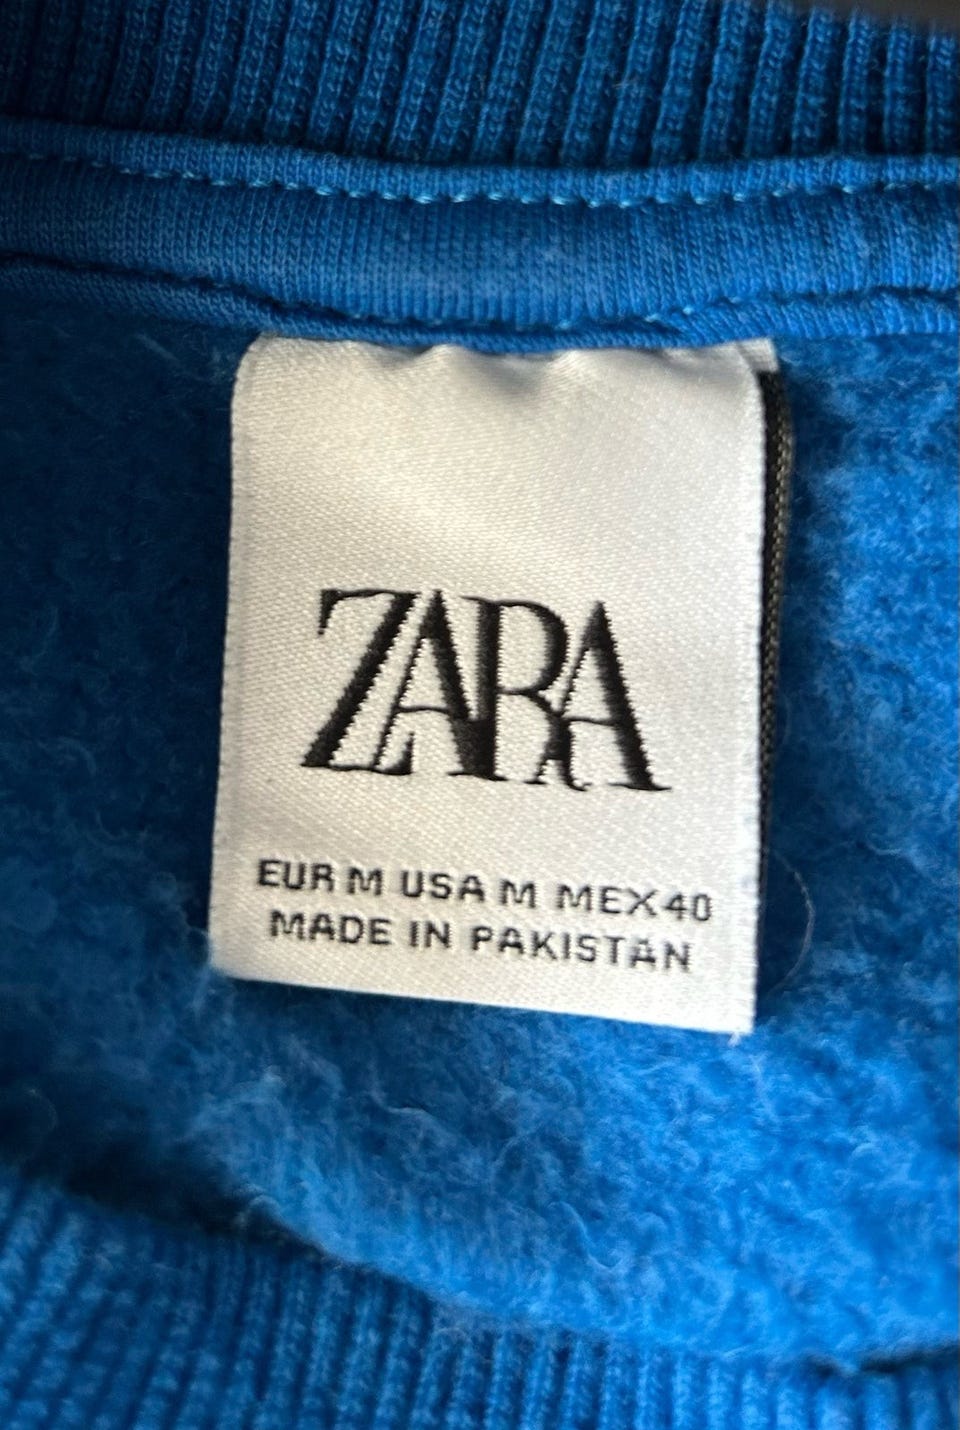 ZARA
EUR M USA M MEX 40
MADE IN PAKISTAN